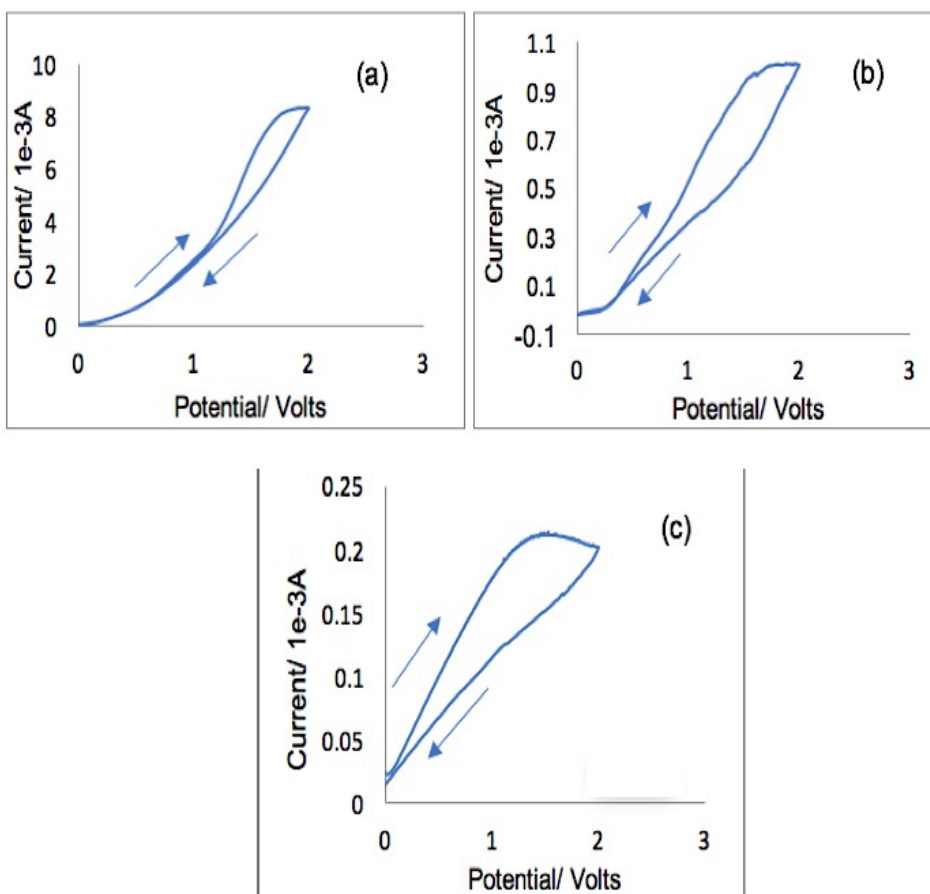 (a)
Current/ 1e-3A
10
8
6
4
2
0
0 1 2 3
Potential/ Volts
(b)
Current/ 1e-3A
1.1
0.9
0.7
0.5
0.3
0.1
-0.1
0 1 2 3
Potential/ Volts
(c)
Current/ 1e-3A
0.25
0.2
0.15
0.1
0.05
0
0 1 2 3
Potential/ Volts